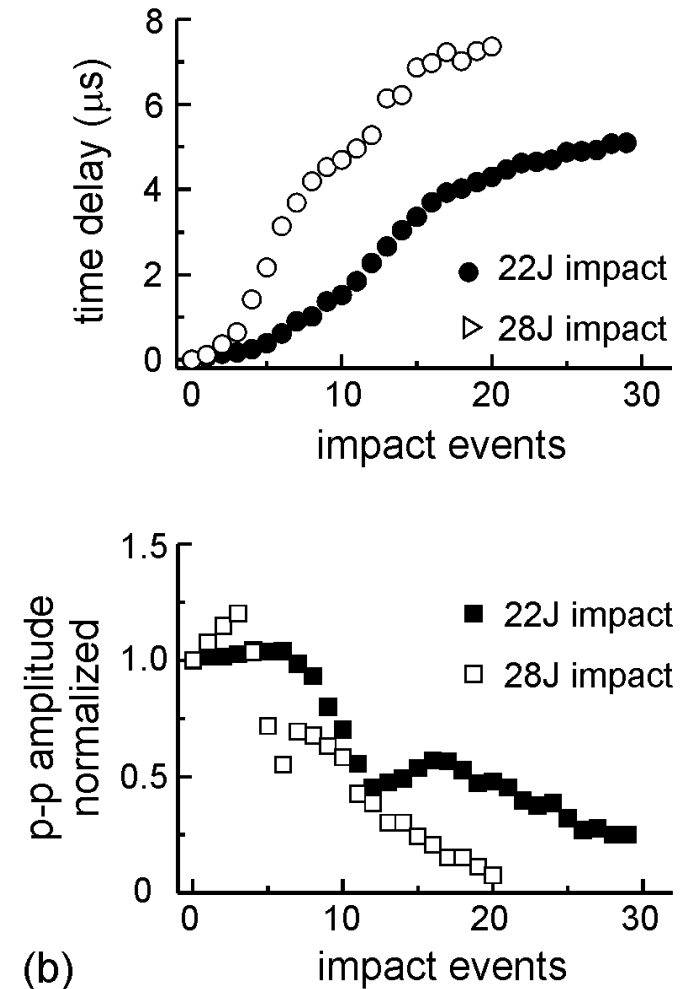 8
6
4
2
0
time delay (μs)
22J impact
28J impact
0
10
20
30
impact events
1.5
1.0
0.5
0
p-p amplitude
normalized
22J impact
28J impact
0
10
20
30
impact events
(b)